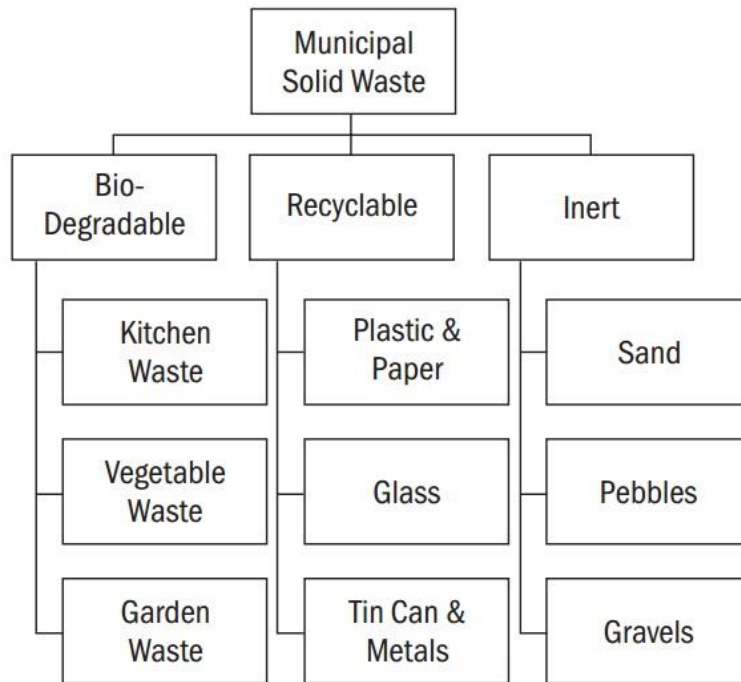 Municipal
Solid Waste
Bio-
Degradable
Recyclable
Inert
Kitchen
Waste
Plastic &
Paper
Sand
Vegetable
Waste
Glass
Pebbles
Garden
Waste
Tin Can &
Metals
Gravels